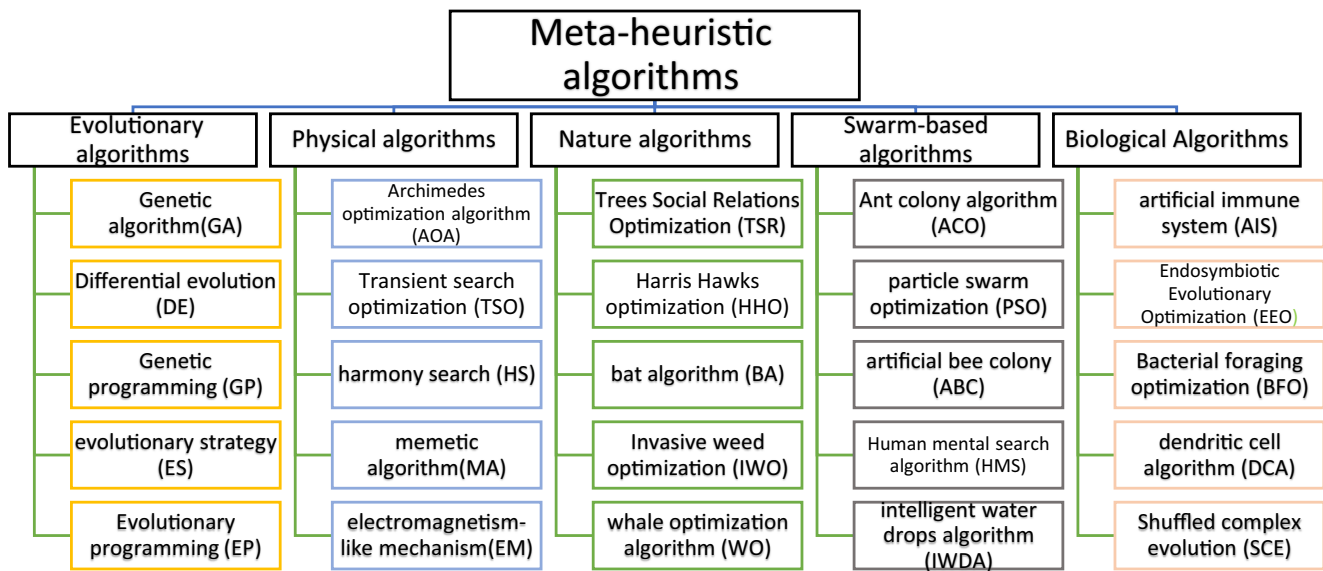 Meta-heuristic
algorithms
Evolutionary
algorithms
Physical algorithms
Nature algorithms
Swarm-based
algorithms
Biological Algorithms
Genetic
algorithm(GA)
Differential evolution
(DE)
Genetic
programming (GP)
evolutionary strategy
(ES)
Evolutionary
programming (EP)
Archimedes
optimization algorithm
(AOA)
Transient search
optimization (TSO)
harmony search (HS)
memetic
algorithm(MA)
electromagnetism-
like mechanism(EM)
Trees Social Relations
Optimization (TSR)
Harris Hawks
optimization (HHO)
bat algorithm (BA)
Invasive weed
optimization (IWO)
whale optimization
algorithm (WO)
Ant colony algorithm
(ACO)
particle swarm
optimization (PSO)
artificial bee colony
(ABC)
Human mental search
algorithm (HMS)
intelligent water
drops algorithm
(IWDA)
artificial immune
system (AIS)
Endosymbiotic
Evolutionary
Optimization (EEO)
Bacterial foraging
optimization (BFO)
dendritic cell
algorithm (DCA)
Shuffled complex
evolution (SCE)